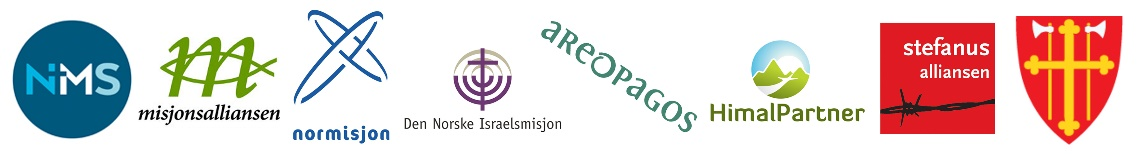 NMS
misjonsalliansen
normisjon
Den Norske Israelsmisjon
AREOPAGOS
HimalPartner
stefanus
alliansen